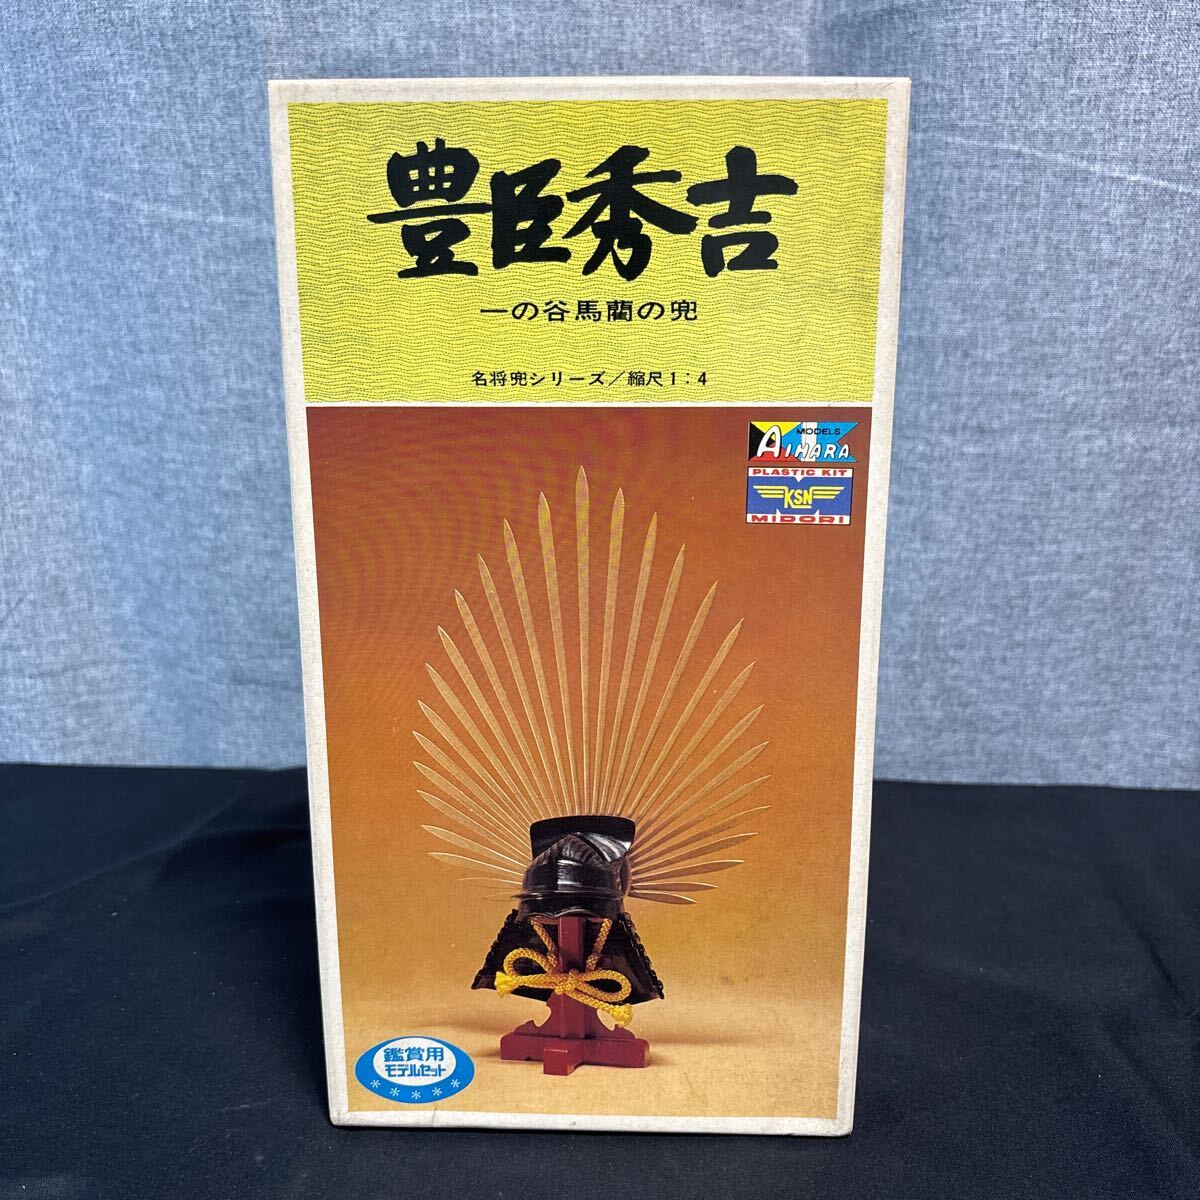 豊臣秀吉
一の谷馬藺の兜
名将兜シリーズ／縮尺1：4
MODELS
AIHARA
PLASTIC KIT
KSN
MIDORI
鑑賞用
モデルセット